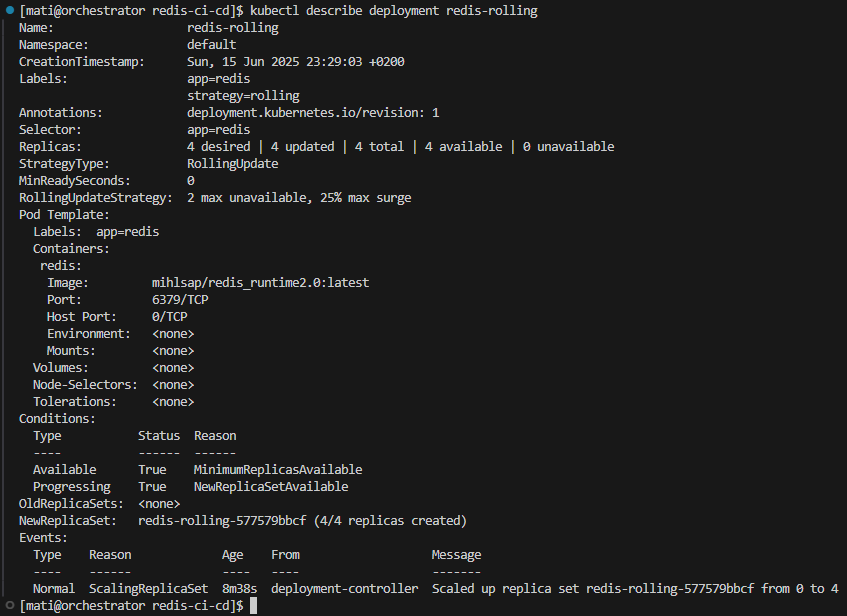 [mati@orchestrator redis-ci-cd]$ kubectl describe deployment redis-rolling
Name:                   redis-rolling
Namespace:              default
CreationTimestamp:      Sun, 15 Jun 2025 23:29:03 +0200
Labels:                 app=redis
                        strategy=rolling
Annotations:            deployment.kubernetes.io/revision: 1
Selector:               app=redis
Replicas:               4 desired | 4 updated | 4 total | 4 available | 0 unavailable
StrategyType:           RollingUpdate
MinReadySeconds:        0
RollingUpdateStrategy:  2 max unavailable, 25% max surge
Pod Template:
  Labels:  app=redis
  Containers:
   redis:
    Image:         mihlsap/redis_runtime2.0:latest
    Port:          6379/TCP
    Host Port:     0/TCP
    Environment:   <none>
    Mounts:        <none>
  Volumes:         <none>
  Node-Selectors:  <none>
  Tolerations:     <none>
Conditions:
  Type           Status  Reason
  ----           ------  ------
  Available      True    MinimumReplicasAvailable
  Progressing    True    NewReplicaSetAvailable
OldReplicaSets:  <none>
NewReplicaSet:   redis-rolling-577579bbcf (4/4 replicas created)
Events:
  Type    Reason             Age    From                   Message
  ----    ------             ----   ----                   -------
  Normal  ScalingReplicaSet  8m38s  deployment-controller  Scaled up replica set redis-rolling-577579bbcf from 0 to 4
[mati@orchestrator redis-ci-cd]$